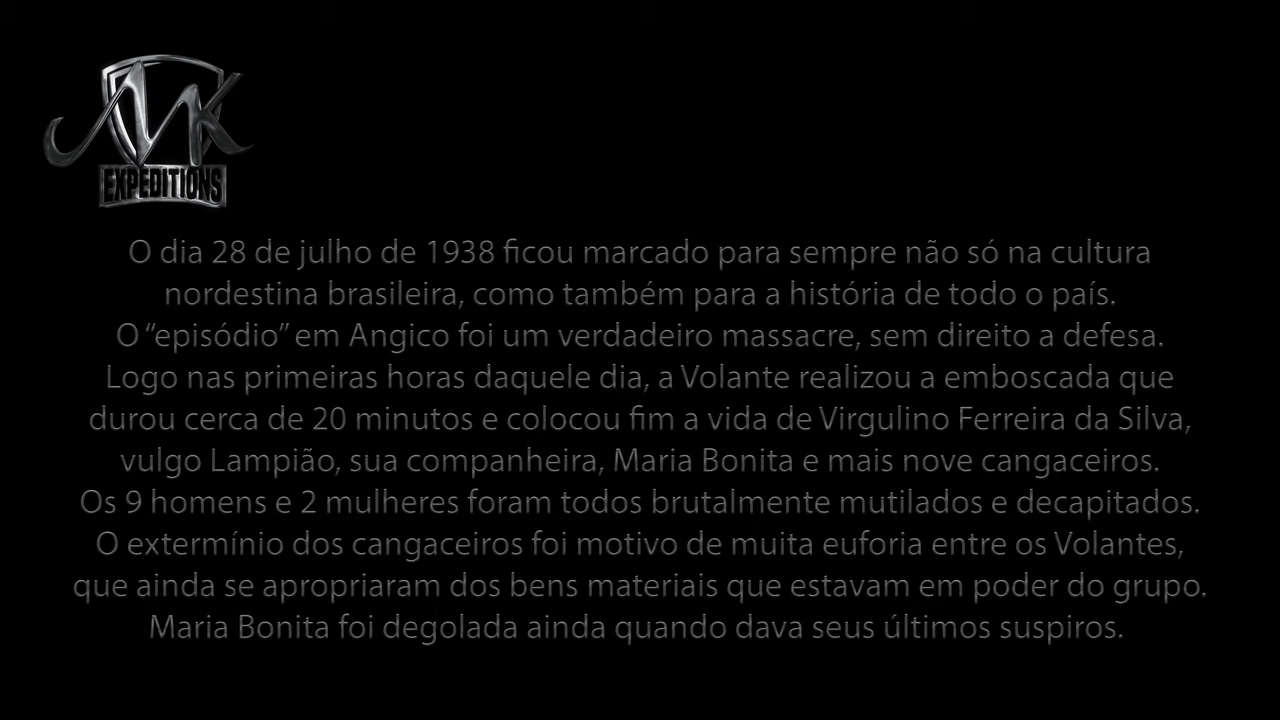 MK
EXPEDITIONS
O dia 28 de julho de 1938 ficou marcado para sempre não só na cultura
nordestina brasileira, como também para a história de todo o país.
O “episódio” em Angico foi um verdadeiro massacre, sem direito a defesa.
Logo nas primeiras horas daquele dia, a Volante realizou a emboscada que
durou cerca de 20 minutos e colocou fim a vida de Virgulino Ferreira da Silva,
vulgo Lampião, sua companheira, Maria Bonita e mais nove cangaceiros.
Os 9 homens e 2 mulheres foram todos brutalmente mutilados e decapitados.
O extermínio dos cangaceiros foi motivo de muita euforia entre os Volantes,
que ainda se apropriaram dos bens materiais que estavam em poder do grupo.
Maria Bonita foi degolada ainda quando dava seus últimos suspiros.